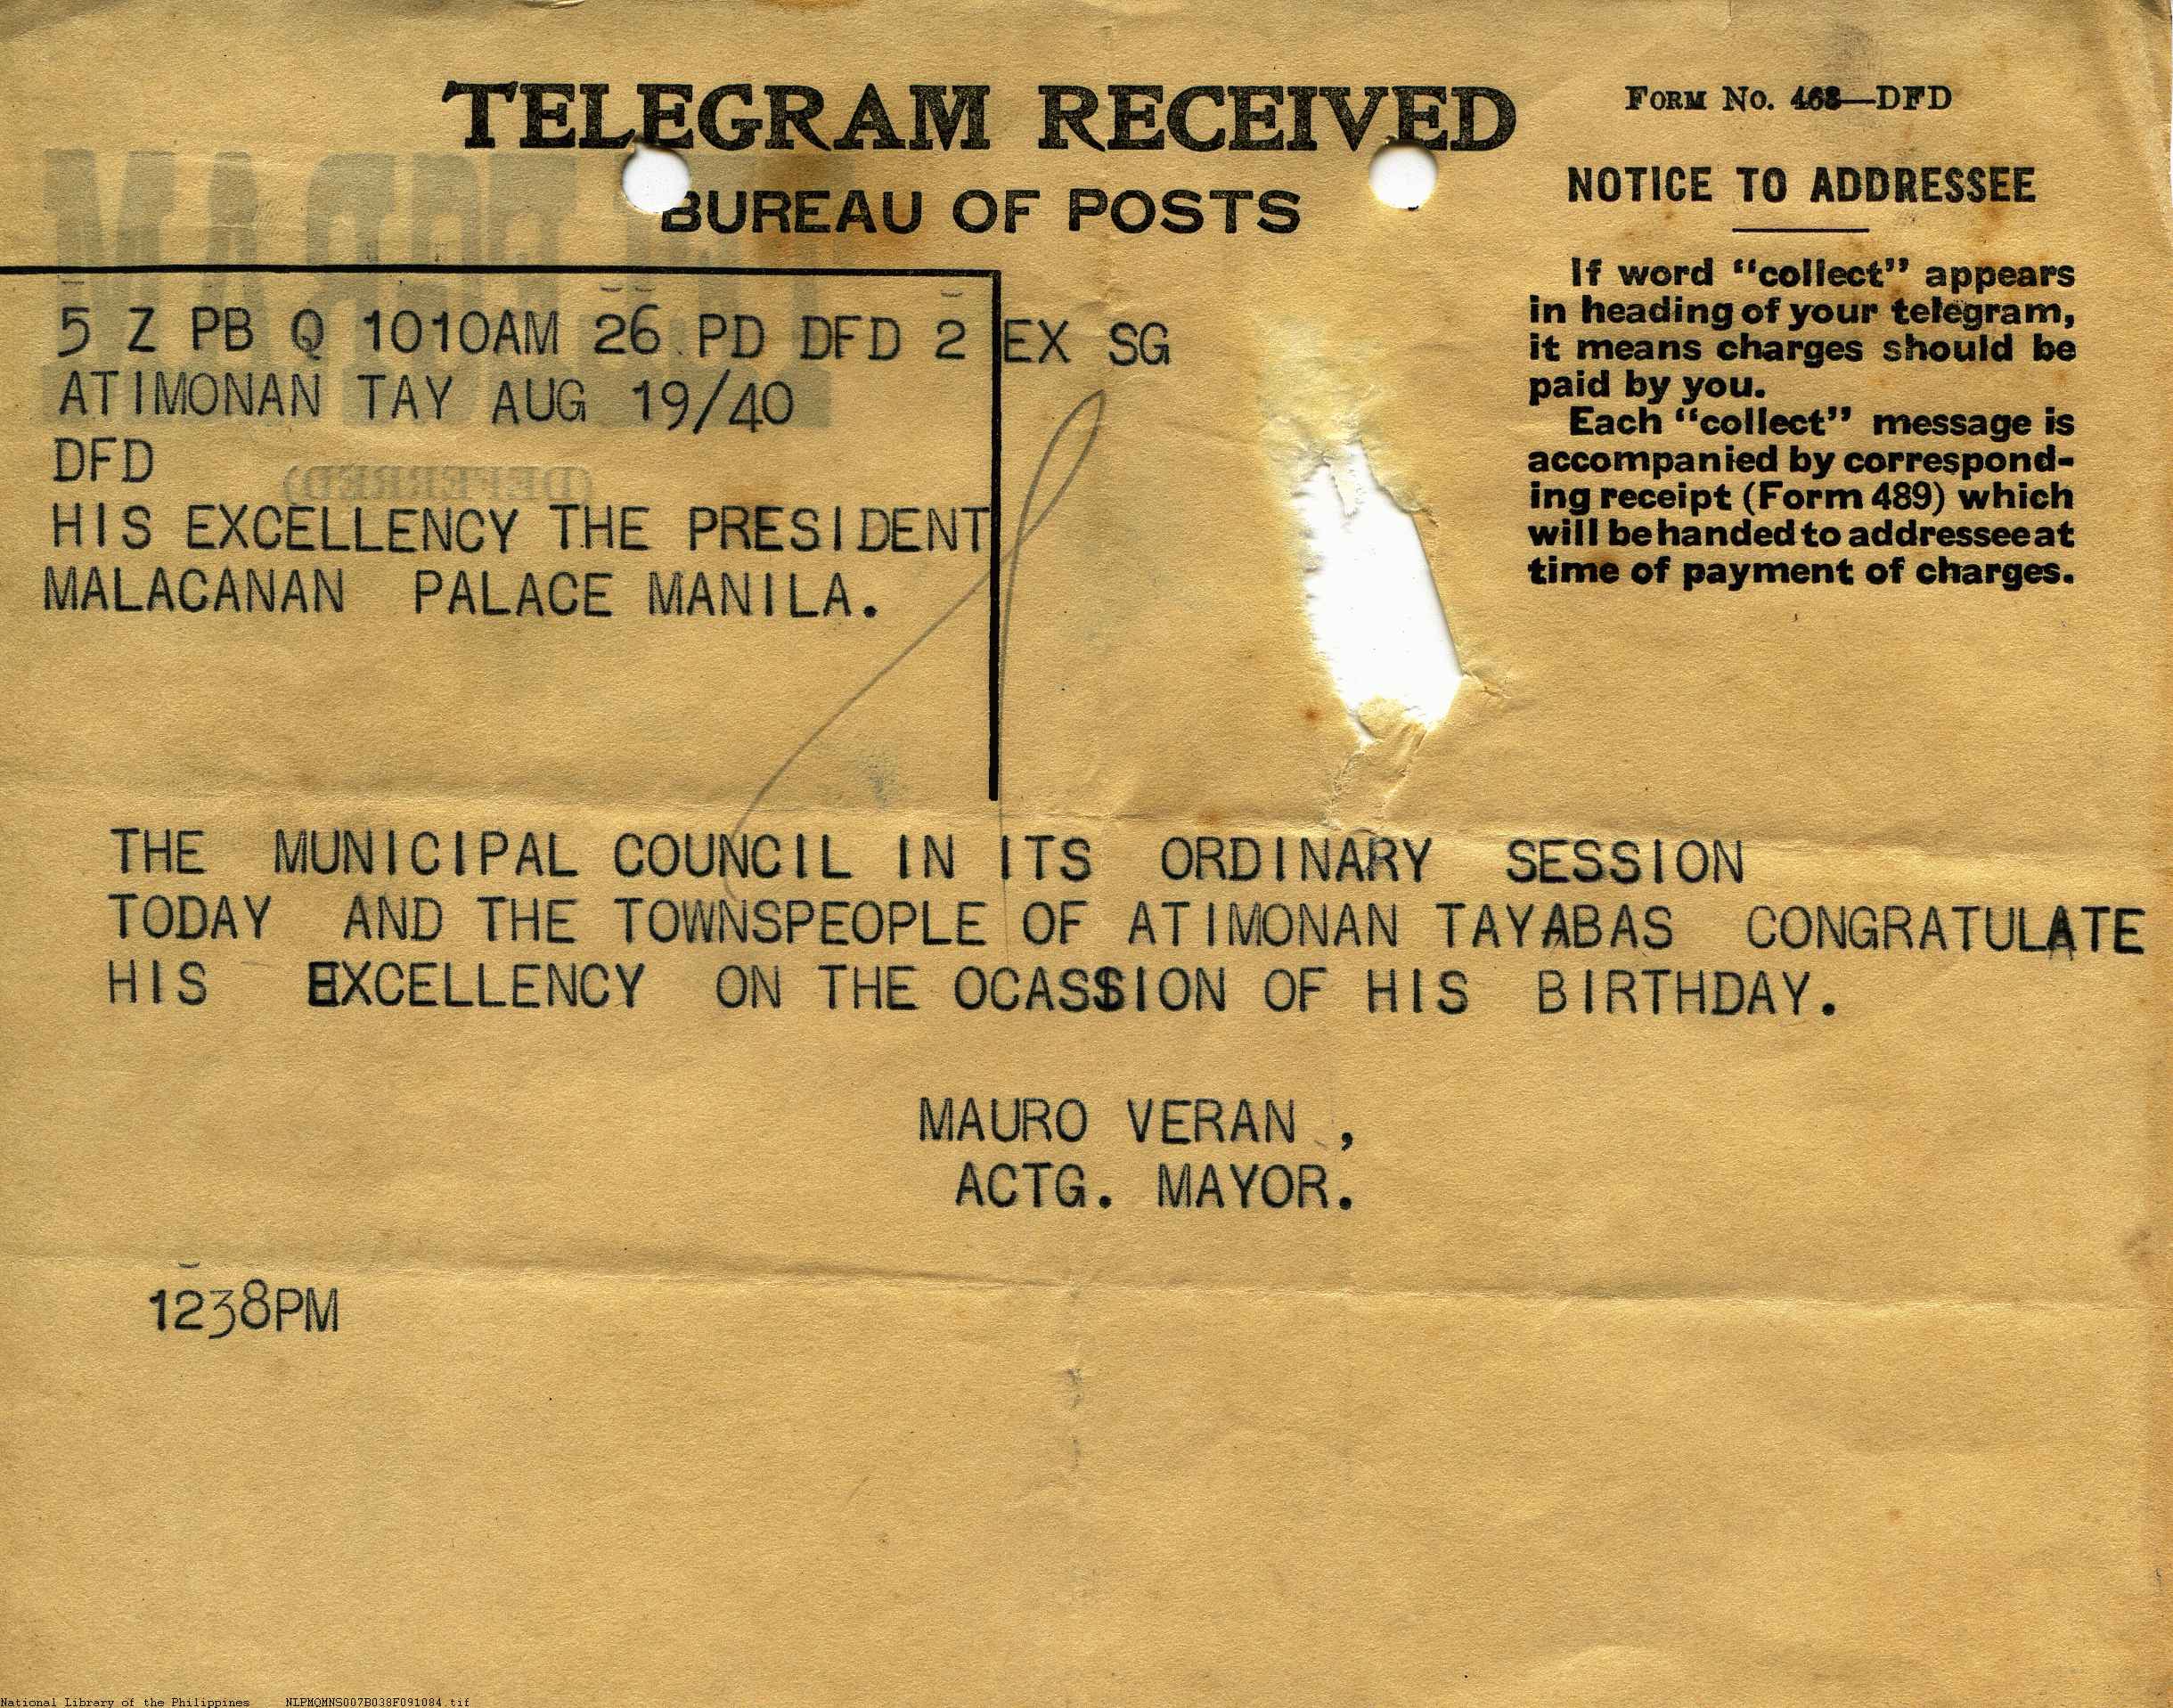 TELEGRAM RECEIVED
BUREAU OF POSTS
FORM NO. 468—DFD
NOTICE TO ADDRESSEE
If word "collect" appears
in heading of your telegram,
it means charges should be
paid by you.
Each "collect" message is
accompanied by correspond-
ing receipt (Form 489) which
will be handed to addressee at
time of payment of charges.
5 Z PB Q 1010AM 26 PD DFD 2 EX SG
ATIMONAN TAY AUG 19/40
DFD
(DEFERRED)
HIS EXCELLENCY THE PRESIDENT
MALACANAN PALACE MANILA.
THE MUNICIPAL COUNCIL IN ITS ORDINARY SESSION
TODAY AND THE TOWNSPEOPLE OF ATIMONAN TAYABAS CONGRATULATE
HIS EXCELLENCY ON THE OCASSION OF HIS BIRTHDAY.
MAURO VERAN ,
ACTG. MAYOR.
1238PM
National Library of the Philippines NLPMQMNS007B038F091084.tif